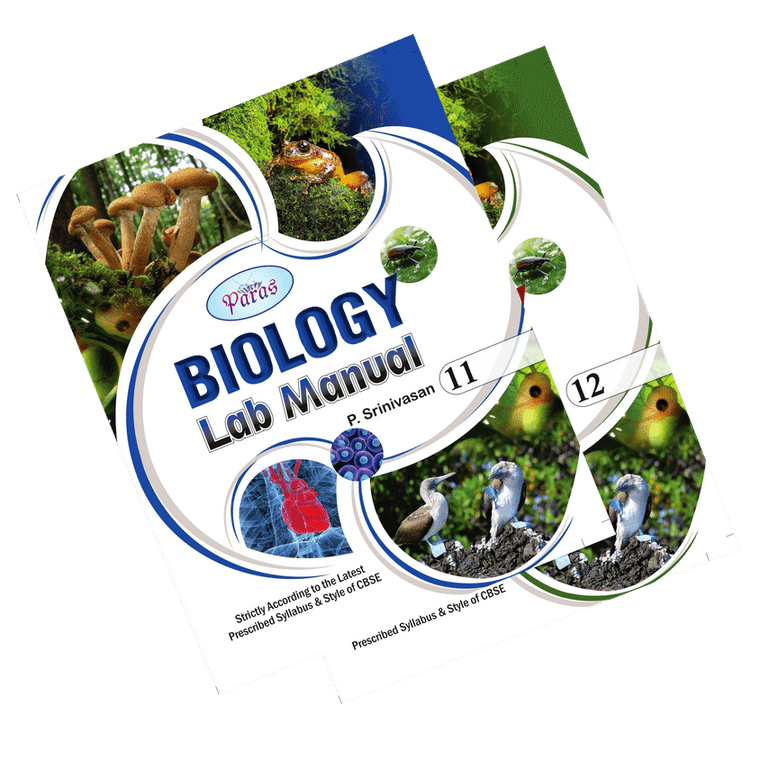 Paras
BIOLOGY
Lab Manual
P. Srinivasan
11
Strictly According to the Latest
Prescribed Syllabus & Style of CBSE
12
Prescribed Syllabus & Style of CBSE